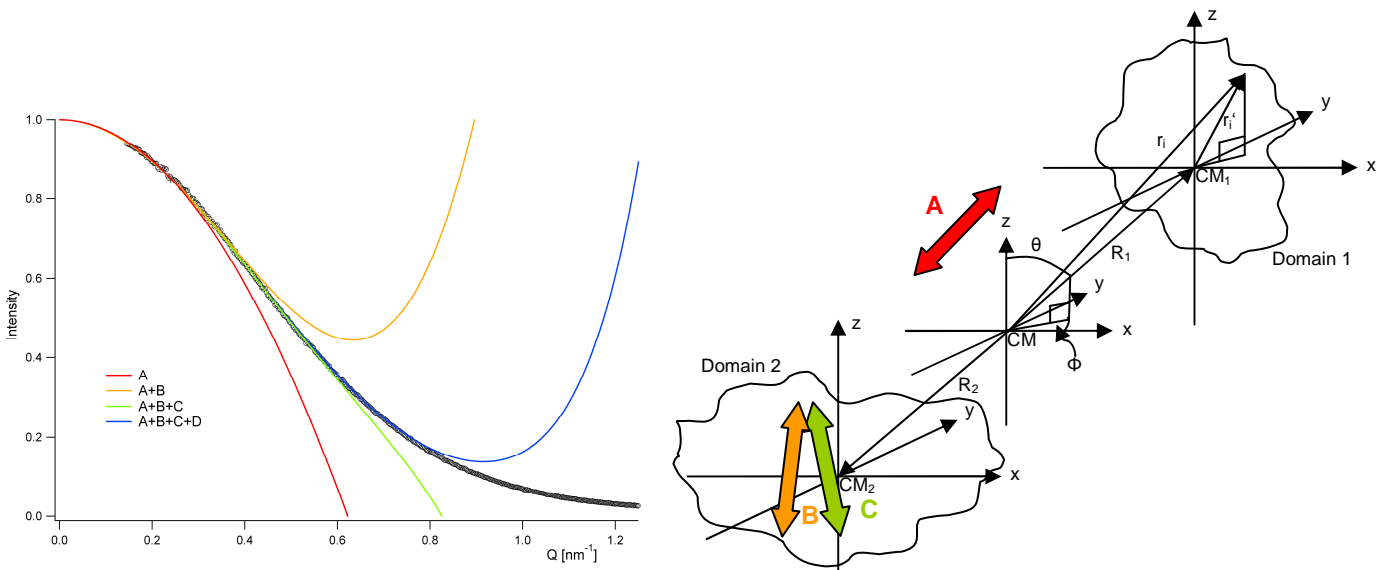 1.0
0.8
0.6
0.4
0.2
0.0
Intensity
A
A+B
A+B+C
A+B+C+D
0.0 0.2 0.4 0.6 0.8 1.0 1.2
Q [nm⁻¹]
z
y
x
rᵢ
rᵢ‘
CM₁
Domain 1
A
R₁
z
θ
y
x
CM
Φ
R₂
Domain 2
z
y
x
CM₂
B
C